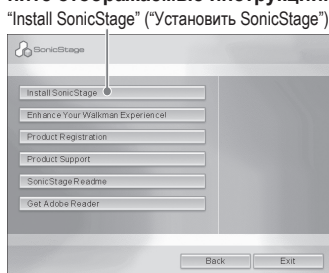 "Install SonicStage" ("Установить SonicStage")
SonicStage
Install SonicStage
Enhance Your Walkman Experience!
Product Registration
Product Support
SonicStage Readme
Get Adobe Reader
Back
Exit